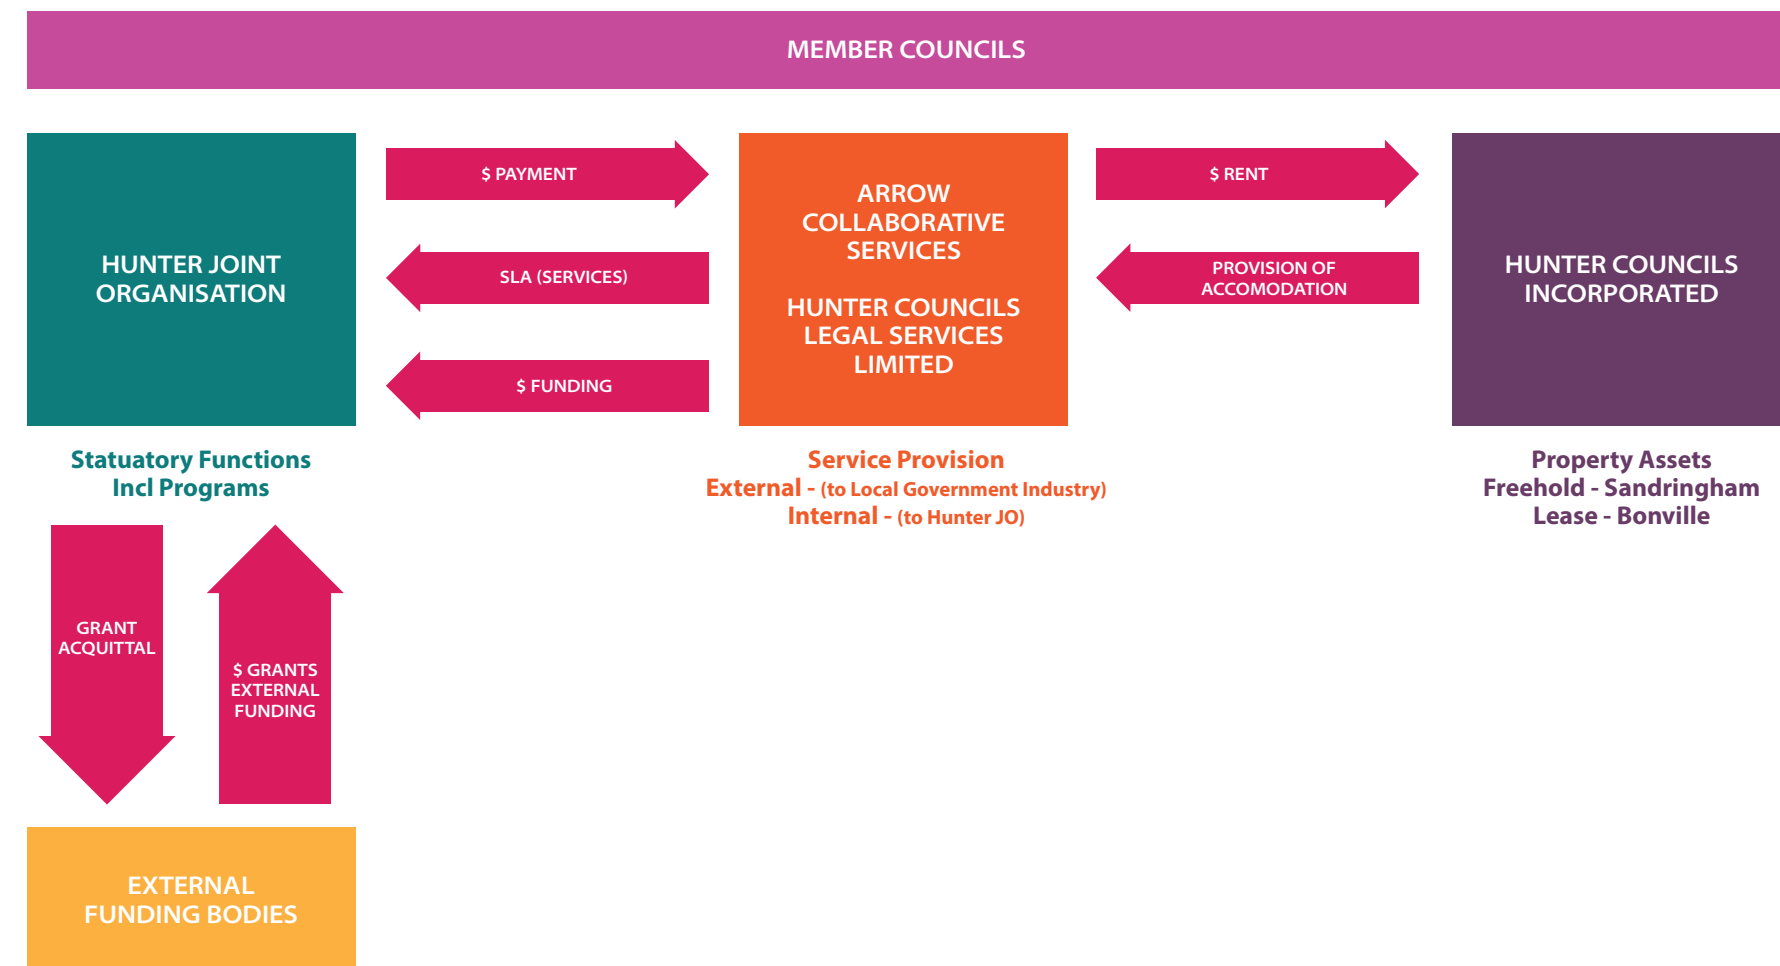 MEMBER COUNCILS
HUNTER JOINT
ORGANISATION
$ PAYMENT
SLA (SERVICES)
$ FUNDING
ARROW
COLLABORATIVE
SERVICES
HUNTER COUNCILS
LEGAL SERVICES
LIMITED
$ RENT
PROVISION OF
ACCOMODATION
HUNTER COUNCILS
INCORPORATED
Statuatory Functions
Incl Programs
Service Provision
External - (to Local Government Industry)
Internal - (to Hunter JO)
Property Assets
Freehold - Sandringham
Lease - Bonville
GRANT
ACQUITTAL
$ GRANTS
EXTERNAL
FUNDING
EXTERNAL
FUNDING BODIES